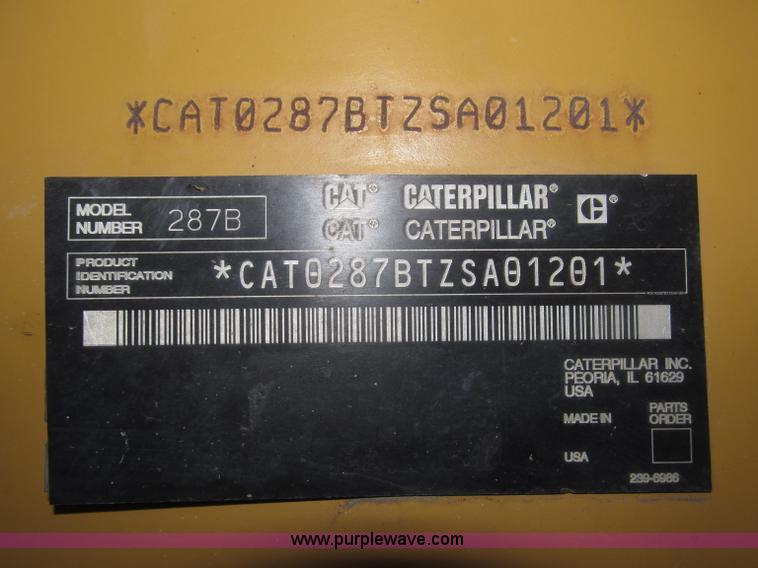 *CAT0287BTZSA01201*
MODEL NUMBER 287B
CAT® CATERPILLAR®
CAT® CATERPILLAR® C®
PRODUCT IDENTIFICATION NUMBER *CAT0287BTZSA01201*
CATERPILLAR INC.
PEORIA, IL 61629
USA
MADE IN
USA
PARTS ORDER
239-6986
www.purplewave.com